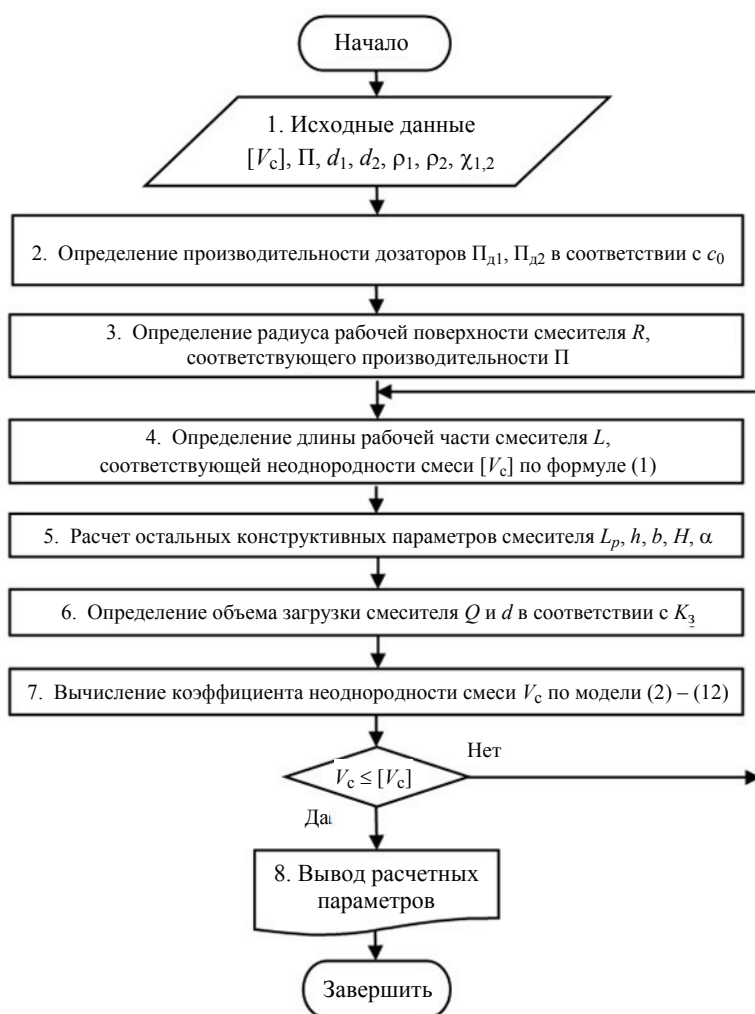 Начало
1. Исходные данные
[Vс], П, d1, d2, ρ1, ρ2, χ1,2
2. Определение производительности дозаторов Пд1, Пд2 в соответствии с c0
3. Определение радиуса рабочей поверхности смесителя R,
соответствующего производительности П
4. Определение длины рабочей части смесителя L,
соответствующей неоднородности смеси [Vс] по формуле (1)
5. Расчет остальных конструктивных параметров смесителя Lp, h, b, H, α
6. Определение объема загрузки смесителя Q и d в соответствии с Kз
7. Вычисление коэффициента неоднородности смеси Vс по модели (2) – (12)
Нет
Vс ≤ [Vс]
Да
8. Вывод расчетных
параметров
Завершить